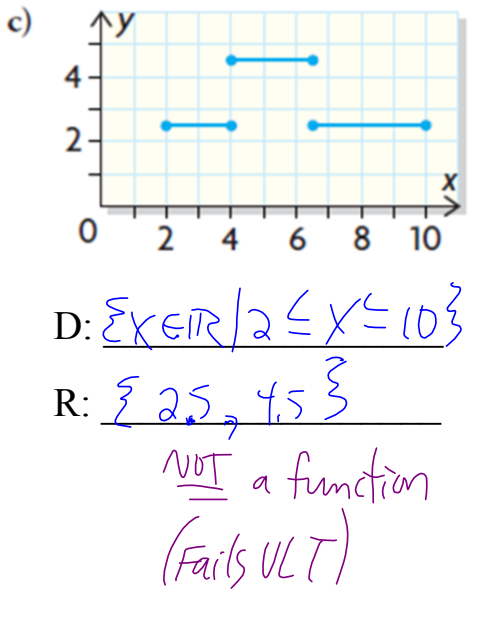 c)
y
4
2
x
0 2 4 6 8 10
D: {x∈ℝ|2 ≤ x ≤ 10}
R: {2.5, 4.5}
NOT a function
(Fails VLT)